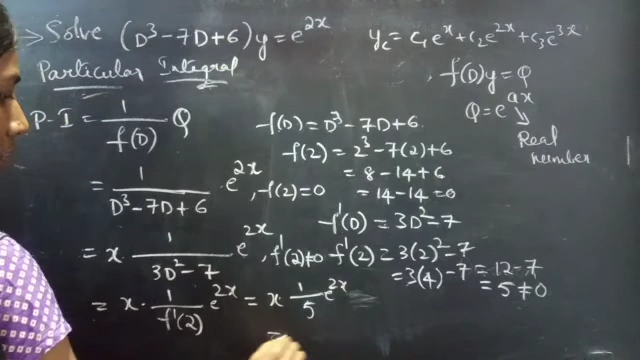 → Solve (D³ - 7D + 6) y = e^{2x}
y_c = c₁e^x + c₂e^{2x} + c₃e^{-3x}
Particular Integral
f(D)y = Q
Q = e^{ax}
Real number
P.I = 1/f(D) Q
= 1/(D³ - 7D + 6) · e^{2x}, f(2) = 0
= x · 1/(3D² - 7) e^{2x}, f'(2) ≠ 0
= x · 1/f'(2) e^{2x} = x 1/5 e^{2x}
=
f(D) = D³ - 7D + 6
f(2) = 2³ - 7(2) + 6
= 8 - 14 + 6
= 14 - 14 = 0
f'(D) = 3D² - 7
f'(2) = 3(2)² - 7
= 3(4) - 7 = 12 - 7
= 5 ≠ 0